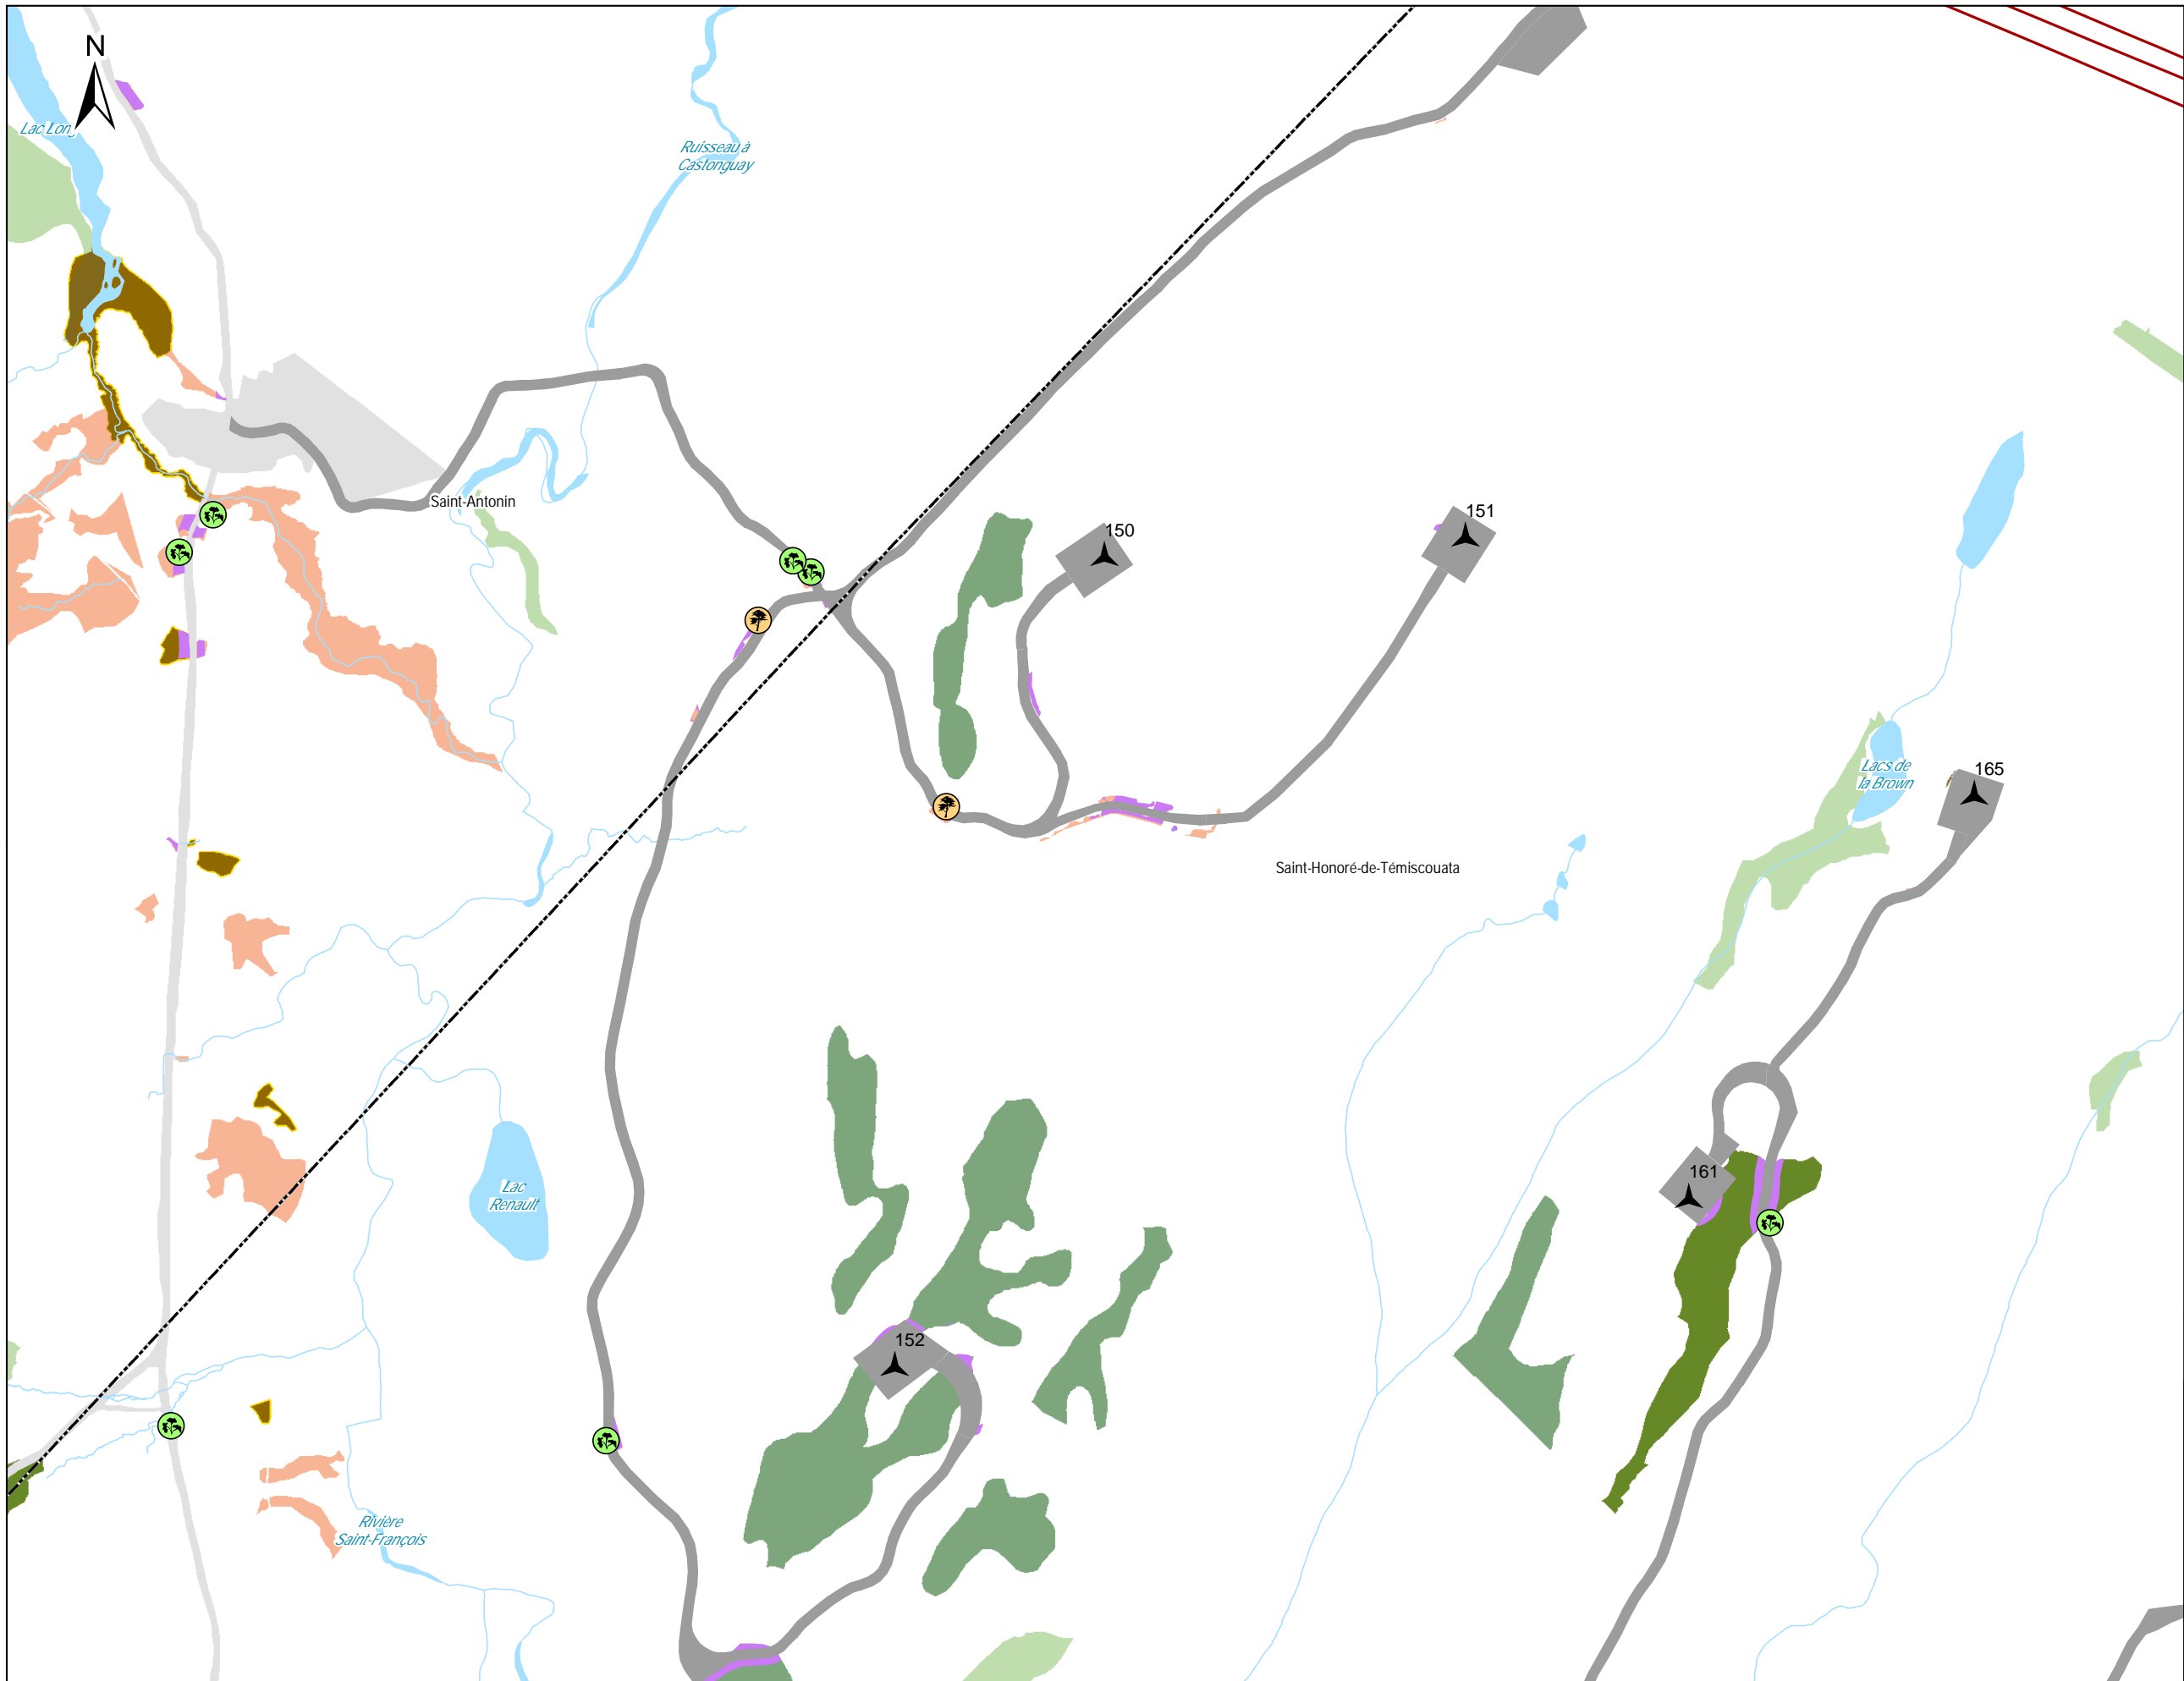 N
Lac Long
Ruisseau à
Castonguay
Saint-Antonin
150
151
Lacs de
la Brown
165
Saint-Honoré-de-Témiscouata
161
Lac
Renault
152
Rivière
Saint-François